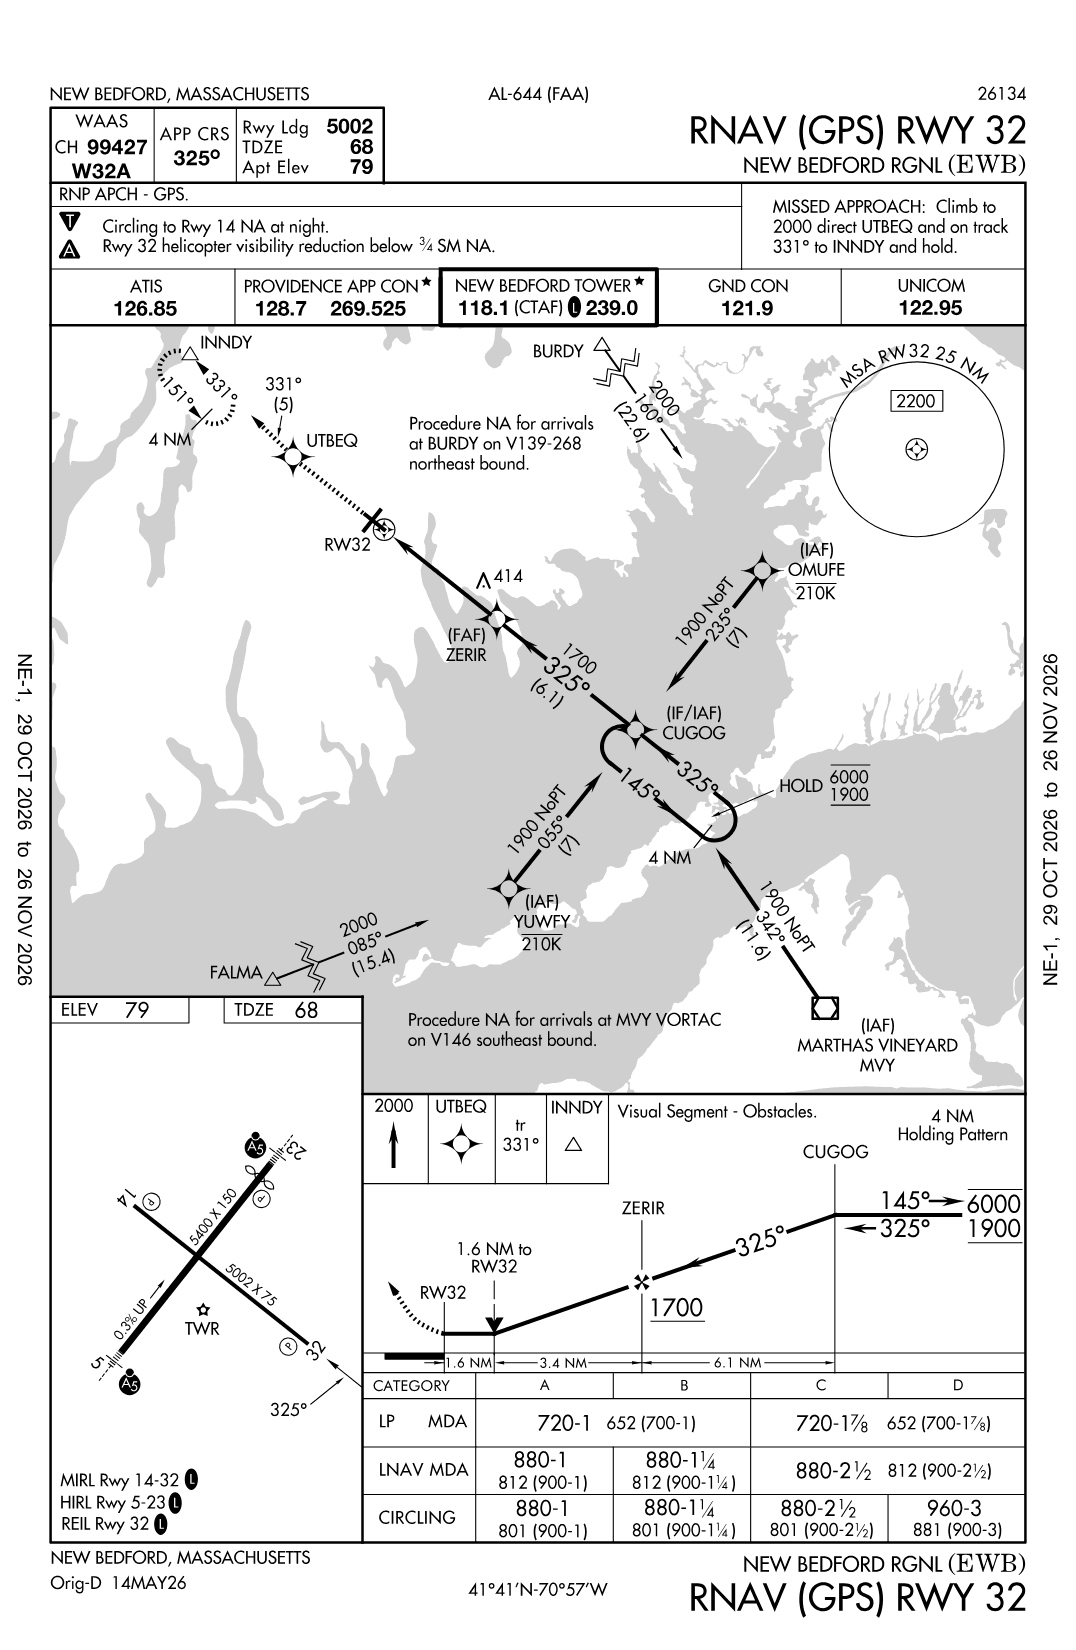 NEW BEDFORD, MASSACHUSETTS
AL-644 (FAA)
26134
WAAS
CH 99427
W32A
APP CRS
325°
Rwy Ldg 5002
TDZE 68
Apt Elev 79
RNAV (GPS) RWY 32
NEW BEDFORD RGNL (EWB)
RNP APCH - GPS.
T
A
Circling to Rwy 14 NA at night.
Rwy 32 helicopter visibility reduction below ¾ SM NA.
MISSED APPROACH: Climb to
2000 direct UTBEQ and on track
331° to INNDY and hold.
ATIS
126.85
PROVIDENCE APP CON★
128.7 269.525
NEW BEDFORD TOWER★
118.1 (CTAF) L 239.0
GND CON
121.9
UNICOM
122.95
INNDY
151°
331°
4 NM
331°
(5)
UTBEQ
RW32
BURDY
2000
160°
(22.6)
Procedure NA for arrivals
at BURDY on V139-268
northeast bound.
MSA RW32 25 NM
2200
414
(FAF)
ZERIR
1700
325°
(6.1)
(IAF)
OMUFE
210K
1900 NoPT
235°
(7)
(IF/IAF)
CUGOG
325°
145°
HOLD 6000
1900
4 NM
1900 NoPT
055°
(7)
(IAF)
YUWFY
210K
2000
085°
(15.4)
FALMA
1900 NoPT
342°
(11.6)
(IAF)
MARTHAS VINEYARD
MVY
Procedure NA for arrivals at MVY VORTAC
on V146 southeast bound.
NE-1, 29 OCT 2026 to 26 NOV 2026
NE-1, 29 OCT 2026 to 26 NOV 2026
ELEV 79
TDZE 68
A5
23
P
14
P
5400 X 150
5002 X 75
0.3% UP
TWR
P
32
5
A5
325°
MIRL Rwy 14-32 L
HIRL Rwy 5-23 L
REIL Rwy 32 L
2000
UTBEQ
tr
331°
INNDY
Visual Segment - Obstacles.
4 NM
Holding Pattern
CUGOG
145°
6000
325°
1900
ZERIR
325°
1.6 NM to
RW32
RW32
1700
1.6 NM
3.4 NM
6.1 NM
CATEGORY A B C D
LP MDA 720-1 652 (700-1) 720-1⅞ 652 (700-1⅞)
LNAV MDA 880-1 880-1¼ 880-2½ 812 (900-2½)
812 (900-1) 812 (900-1¼)
CIRCLING 880-1 880-1¼ 880-2½ 960-3
801 (900-1) 801 (900-1¼) 801 (900-2½) 881 (900-3)
NEW BEDFORD, MASSACHUSETTS
Orig-D 14MAY26
41°41'N-70°57'W
NEW BEDFORD RGNL (EWB)
RNAV (GPS) RWY 32